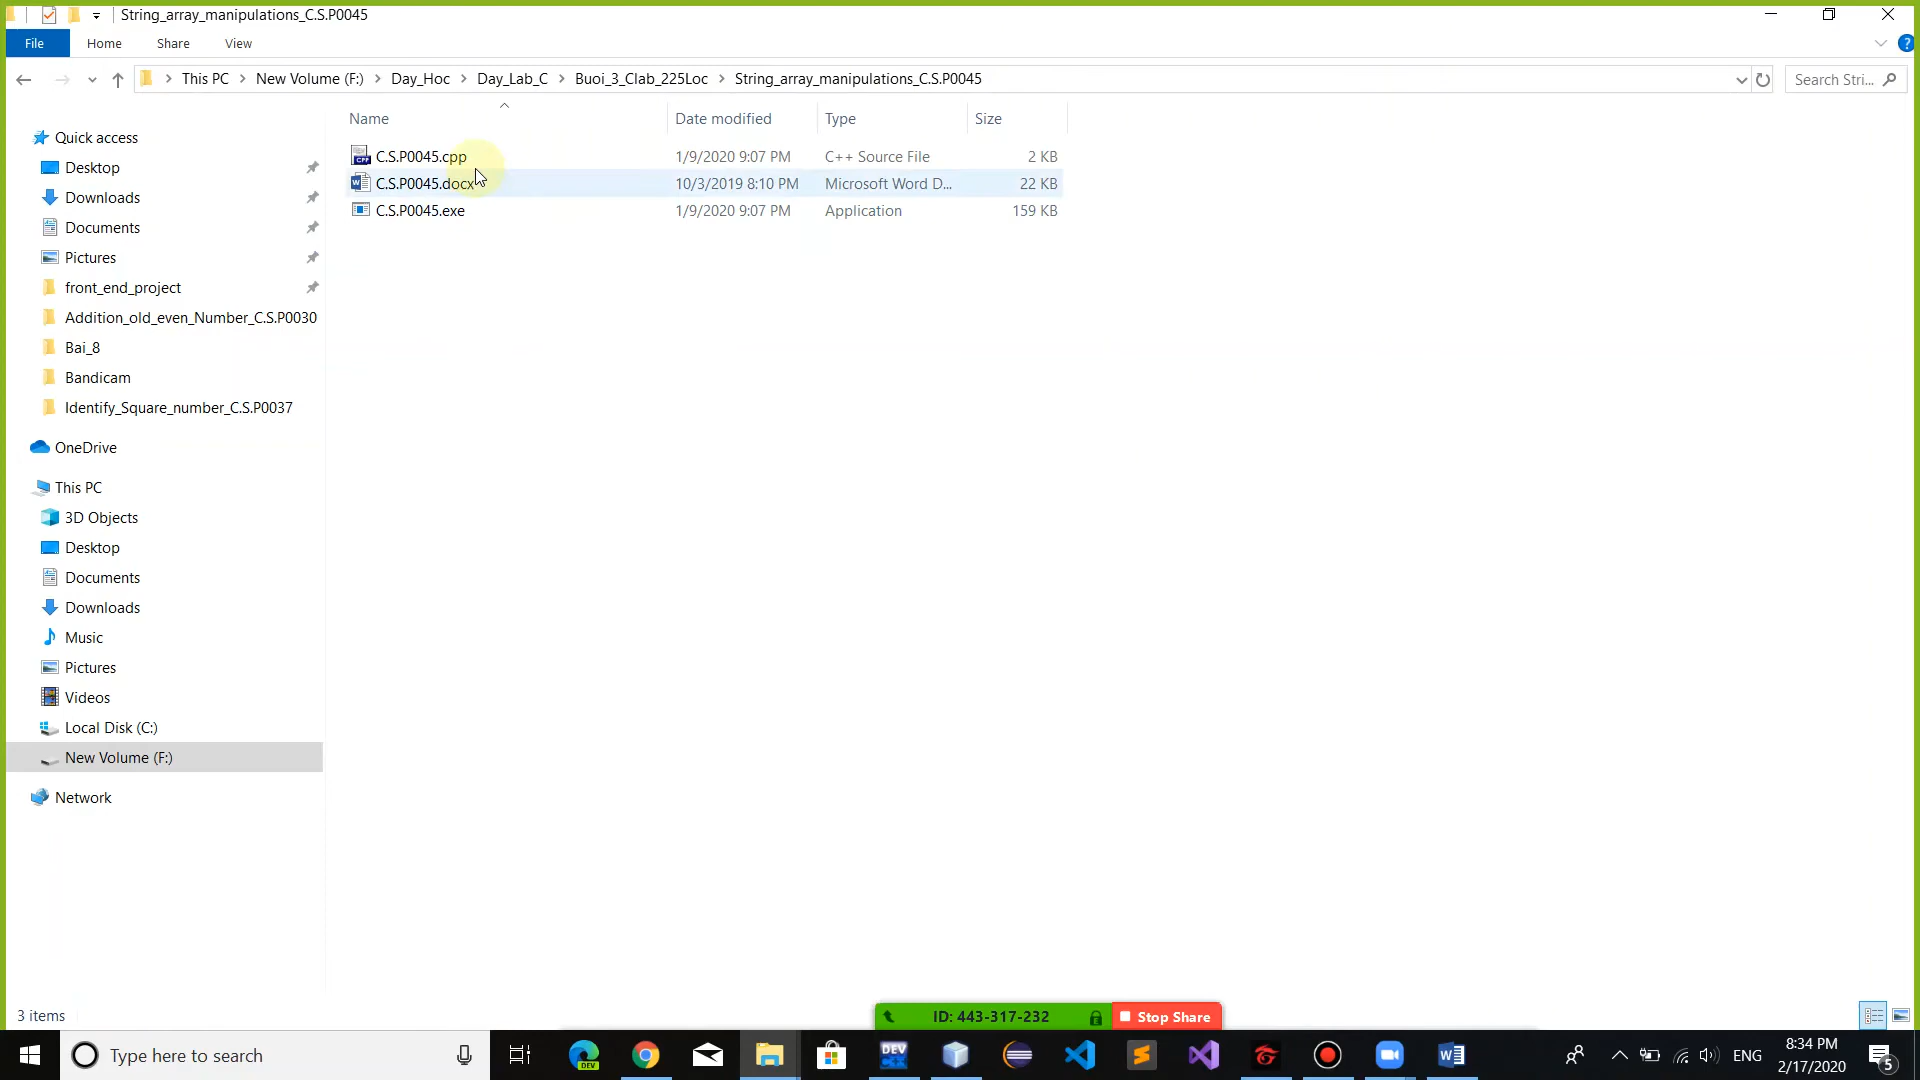 String_array_manipulations_C.S.P0045
File Home Share View
This PC New Volume (F:) Day_Hoc Day_Lab_C Buoi_3_Clab_225Loc String_array_manipulations_C.S.P0045
Search Stri...
Name Date modified Type Size
C.S.P0045.cpp 1/9/2020 9:07 PM C++ Source File 2 KB
C.S.P0045.docx 10/3/2019 8:10 PM Microsoft Word D... 22 KB
C.S.P0045.exe 1/9/2020 9:07 PM Application 159 KB
Quick access
Desktop
Downloads
Documents
Pictures
front_end_project
Addition_old_even_Number_C.S.P0030
Bai_8
Bandicam
Identify_Square_number_C.S.P0037
OneDrive
This PC
3D Objects
Desktop
Documents
Downloads
Music
Pictures
Videos
Local Disk (C:)
New Volume (F:)
Network
3 items
ID: 443-317-232 Stop Share
Type here to search
DEV
DEV
ENG
8:34 PM
2/17/2020
5